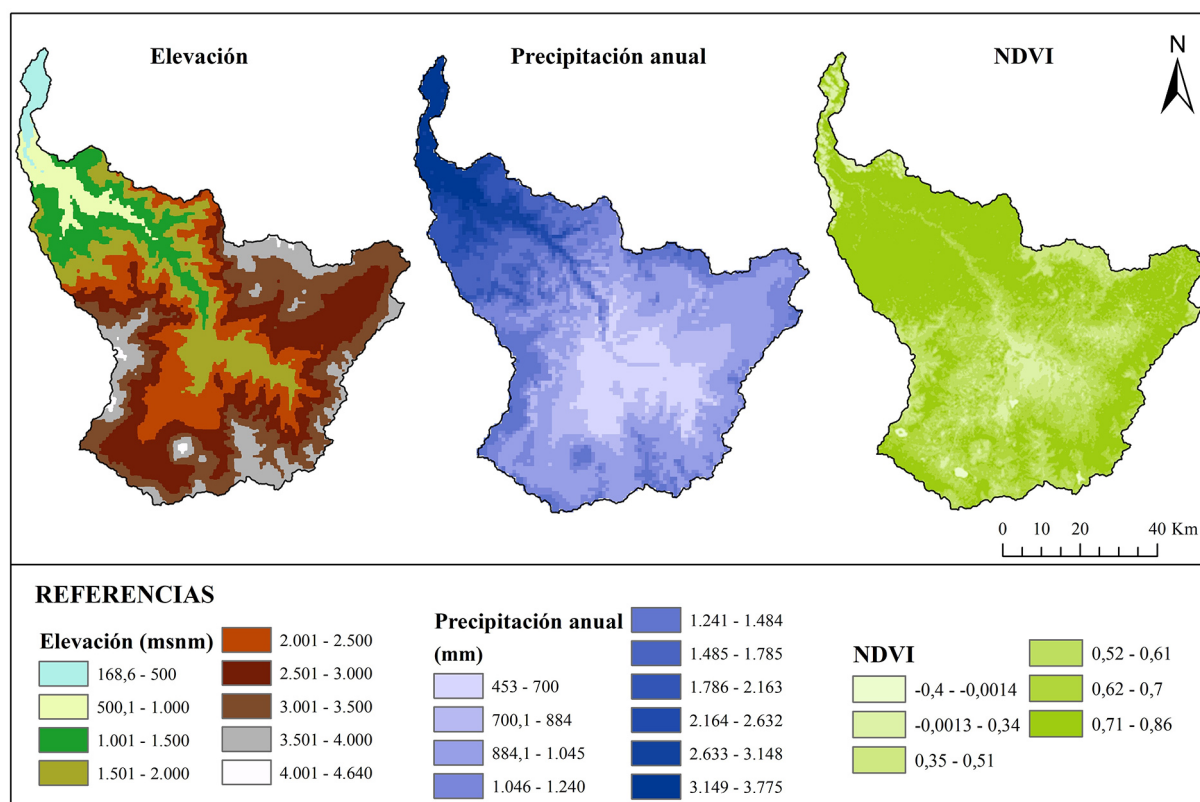 Elevación
Precipitación anual
NDVI
N
0 10 20 40 Km
REFERENCIAS
Elevación (msnm)
168,6 - 500
500,1 - 1.000
1.001 - 1.500
1.501 - 2.000
2.001 - 2.500
2.501 - 3.000
3.001 - 3.500
3.501 - 4.000
4.001 - 4.640
Precipitación anual
(mm)
453 - 700
700,1 - 884
884,1 - 1.045
1.046 - 1.240
1.241 - 1.484
1.485 - 1.785
1.786 - 2.163
2.164 - 2.632
2.633 - 3.148
3.149 - 3.775
NDVI
-0,4 - -0,0014
-0,0013 - 0,34
0,35 - 0,51
0,52 - 0,61
0,62 - 0,7
0,71 - 0,86